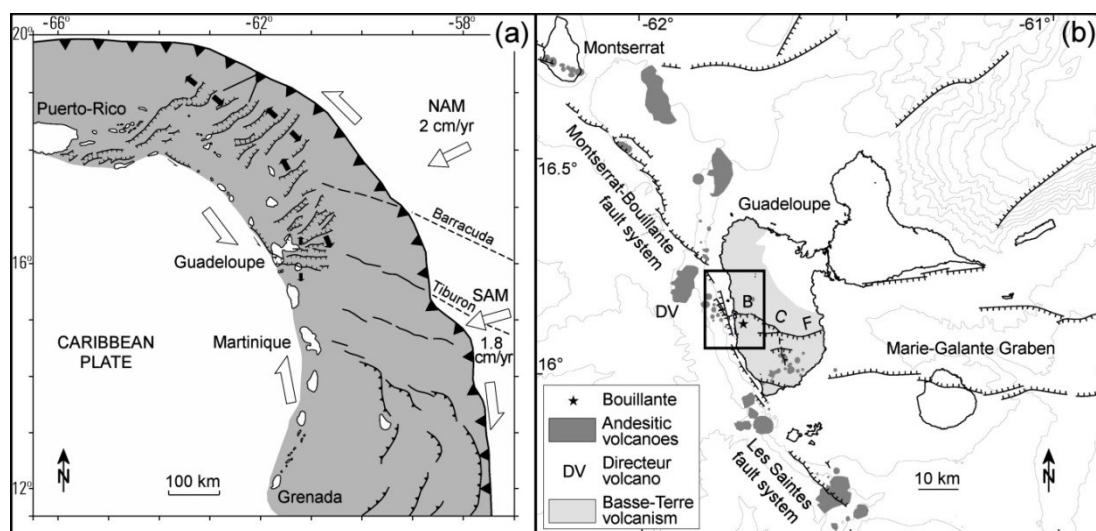 -66°
-62°
-58°
20°
(a)
Puerto-Rico
NAM
2 cm/yr
Barracuda
Guadeloupe
16°
Tiburon
SAM
1.8
cm/yr
Martinique
CARIBBEAN
PLATE
N
100 km
Grenada
12°
-62
-61°
(b)
Montserrat
16.5°
Montserrat-Bouillante
fault system
Guadeloupe
DV
B C F
Marie-Galante Graben
16°
★ Bouillante
Andesitic
volcanoes
DV Directeur
volcano
Basse-Terre
volcanism
Les Saintes
fault system
10 km
N